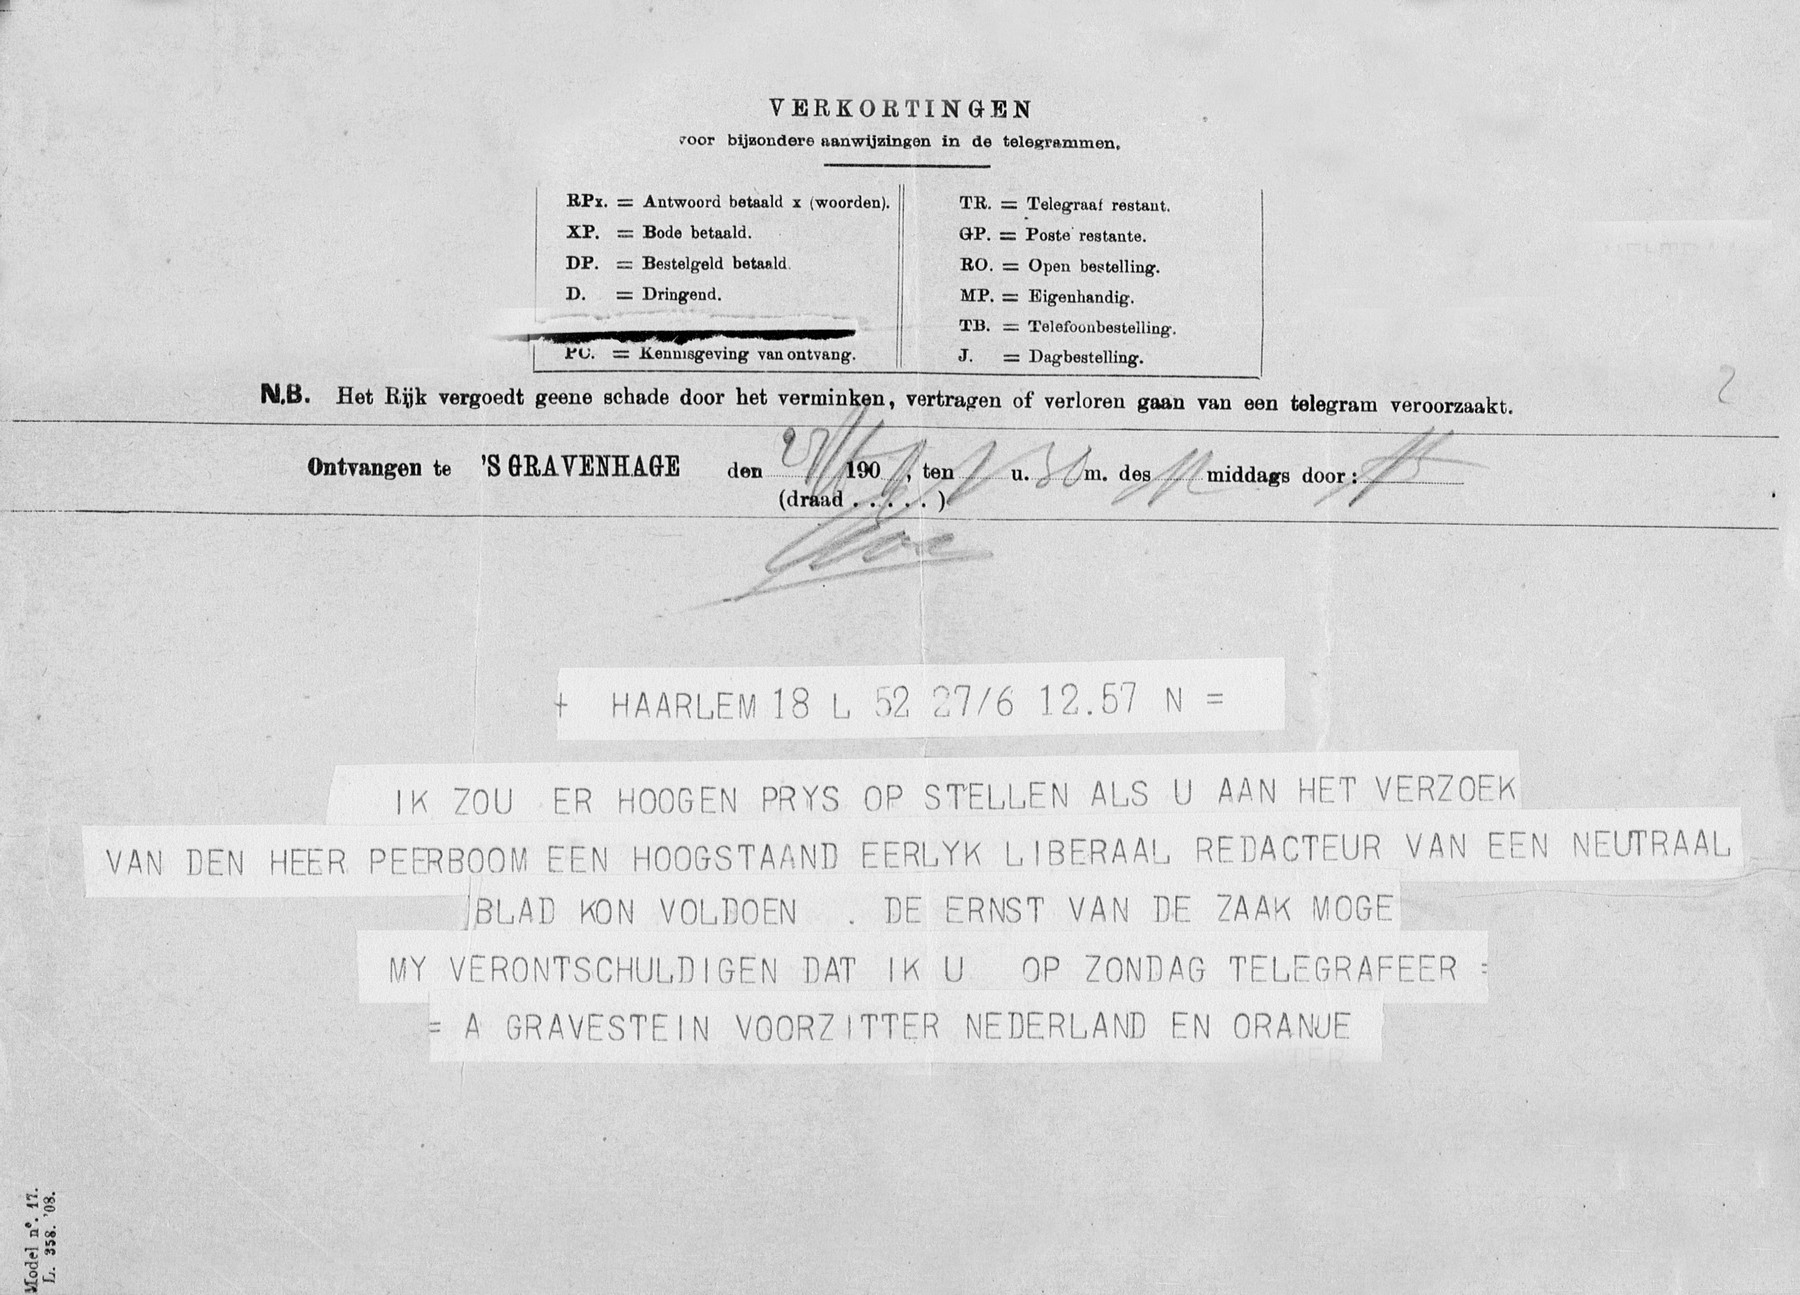 VERKORTINGEN
voor bijzondere aanwijzingen in de telegrammen.
RPx. = Antwoord betaald x (woorden).
XP. = Bode betaald.
DP. = Bestelgeld betaald.
D. = Dringend.
PC. = Kennisgeving van ontvang.
TR. = Telegraaf restant.
GP. = Poste restante.
RO. = Open bestelling.
MP. = Eigenhandig.
TB. = Telefoonbestelling.
J. = Dagbestelling.
N.B. Het Rijk vergoedt geene schade door het verminken, vertragen of verloren gaan van een telegram veroorzaakt.
2
Ontvangen te 'S GRAVENHAGE den 190 , ten u. 30 m. des middags door:
(draad . . . . . )
+ HAARLEM 18 L 52 27/6 12.57 N =
IK ZOU ER HOOGEN PRYS OP STELLEN ALS U AAN HET VERZOEK
VAN DEN HEER PEERBOOM EEN HOOGSTAAND EERLYK LIBERAAL REDACTEUR VAN EEN NEUTRAAL
BLAD KON VOLDOEN . DE ERNST VAN DE ZAAK MOGE
MY VERONTSCHULDIGEN DAT IK U OP ZONDAG TELEGRAFEER =
= A GRAVESTEIN VOORZITTER NEDERLAND EN ORANJE
Model n°. 17.
L. 358. '08.